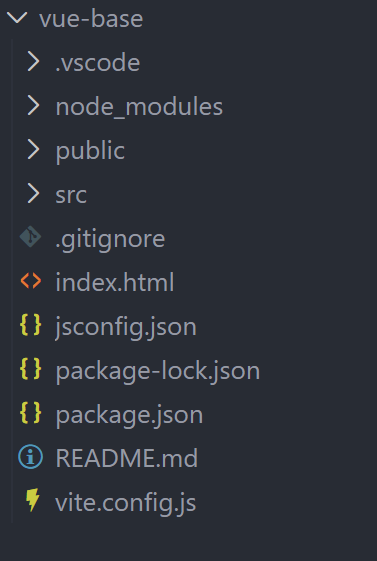 vue-base
.vscode
node_modules
public
src
.gitignore
index.html
jsconfig.json
package-lock.json
package.json
README.md
vite.config.js